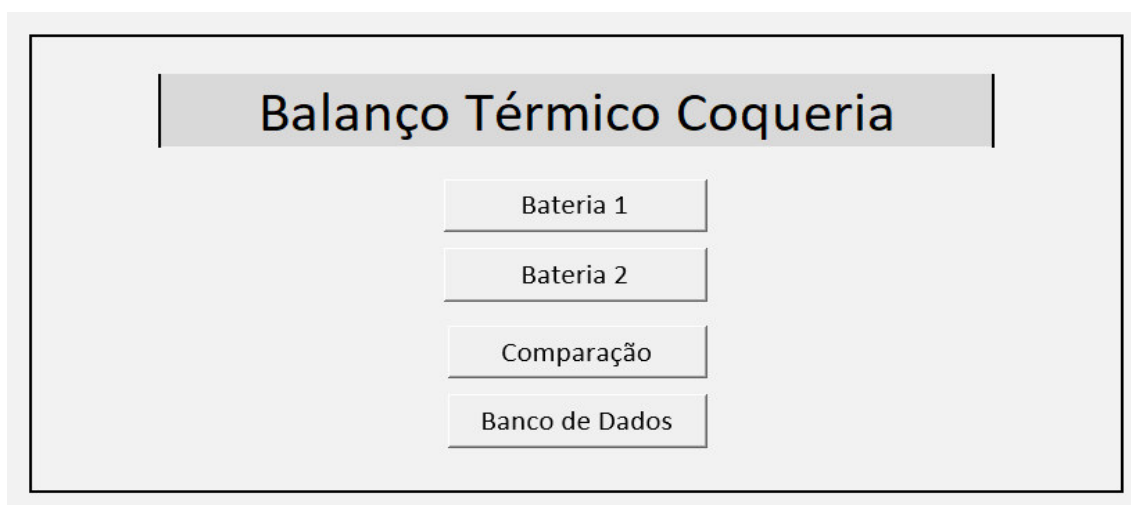 Balanço Térmico Coqueria
Bateria 1
Bateria 2
Comparação
Banco de Dados